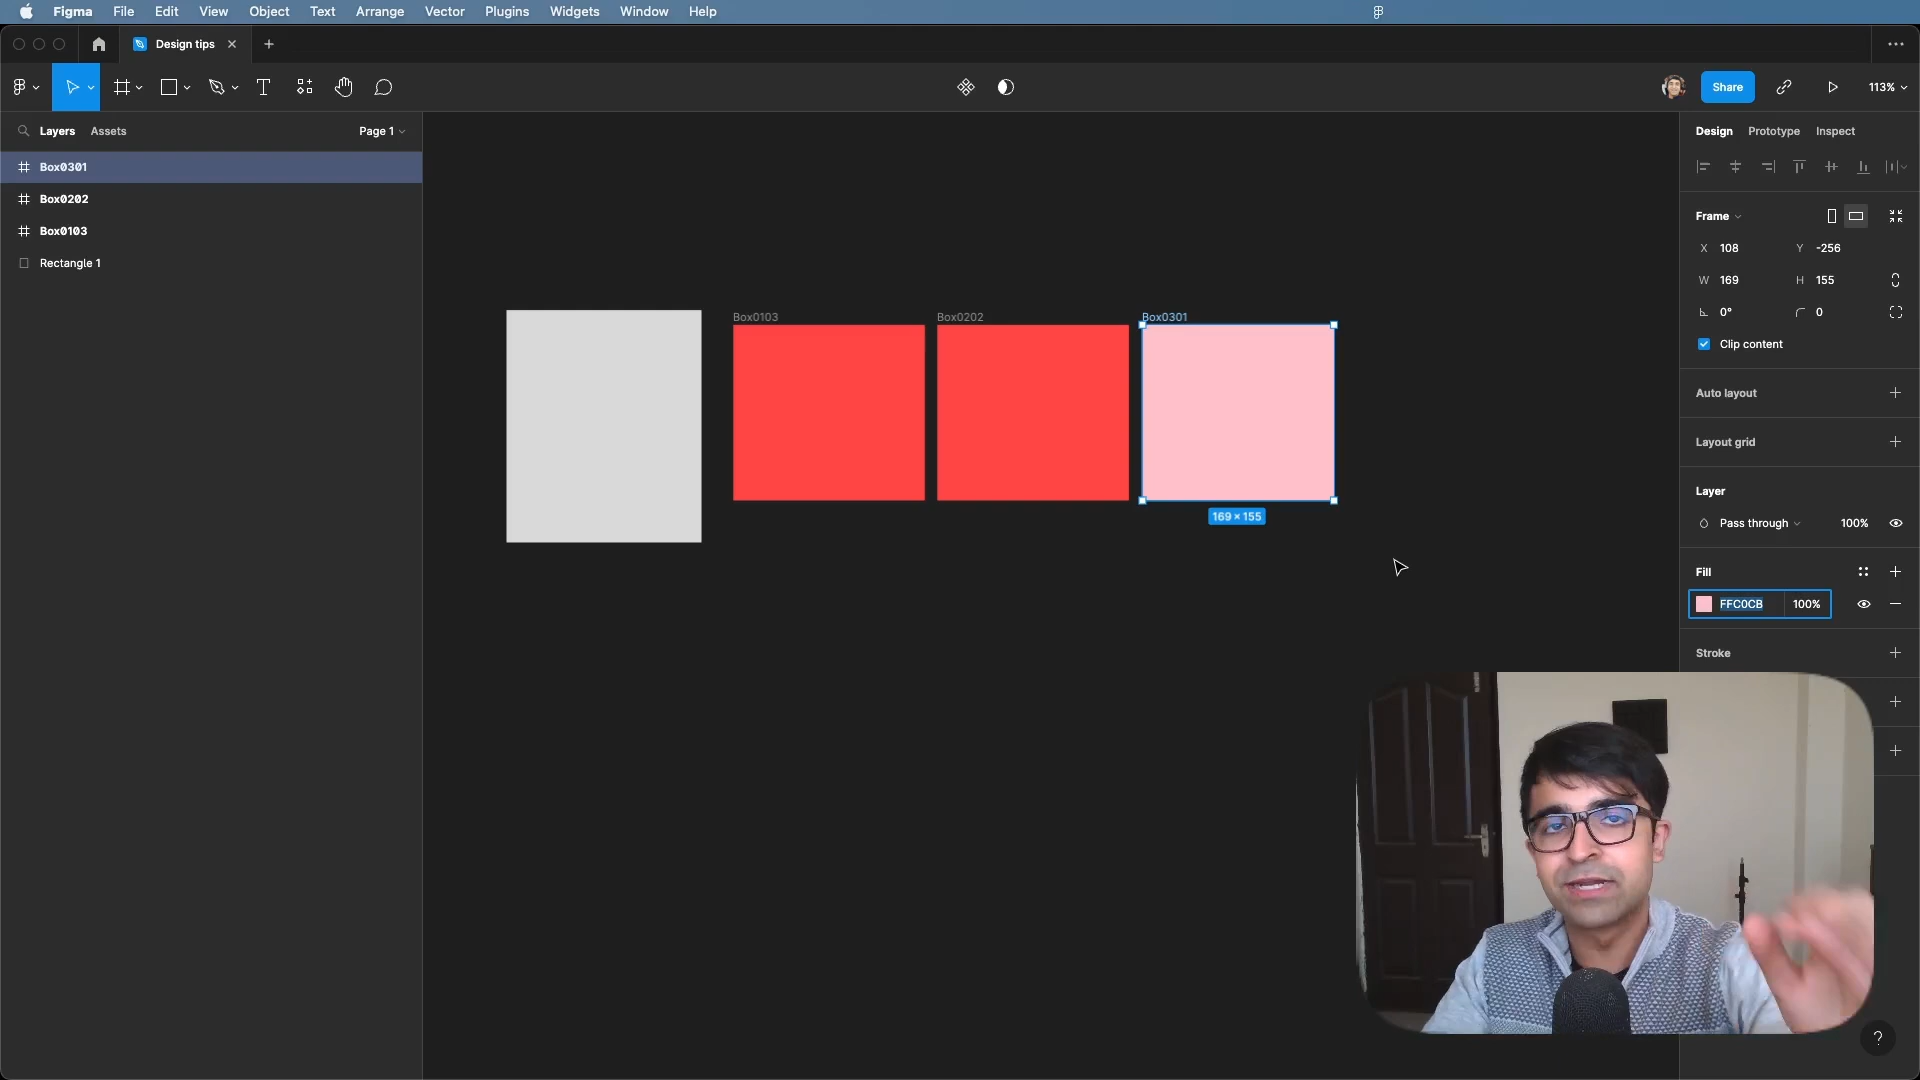 Figma File Edit View Object Text Arrange Vector Plugins Widgets Window Help
Design tips
Share
113%
Layers Assets Page 1
Box0301
Box0202
Box0103
Rectangle 1
Box0103
Box0202
Box0301
169 × 155
Design Prototype Inspect
Frame
X 108 Y -256
W 169 H 155
0° 0
Clip content
Auto layout
Layout grid
Layer
Pass through 100%
Fill
FFC0CB 100%
Stroke
?